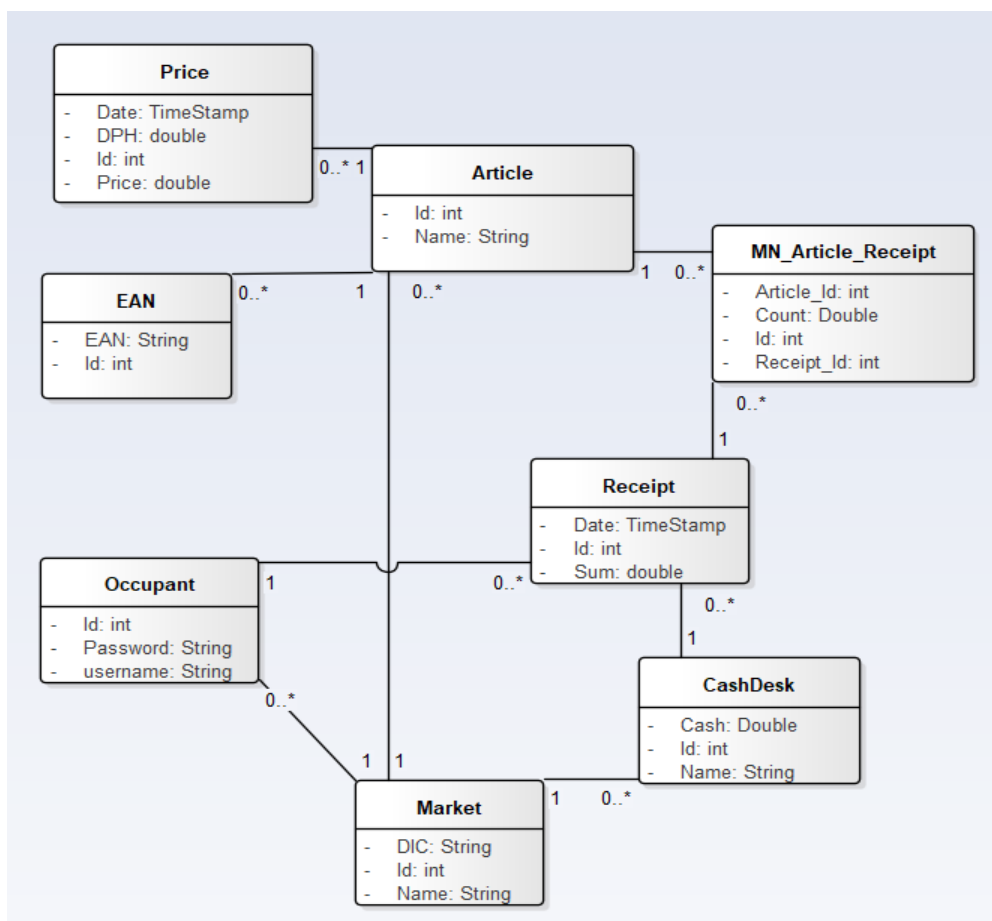 Price
- Date: TimeStamp
- DPH: double
- Id: int
- Price: double
0..* 1
Article
- Id: int
- Name: String
1 0..*
MN_Article_Receipt
- Article_Id: int
- Count: Double
- Id: int
- Receipt_Id: int
EAN
- EAN: String
- Id: int
0..* 1
0..*
0..*
1
Receipt
- Date: TimeStamp
- Id: int
- Sum: double
Occupant
- Id: int
- Password: String
- username: String
1 0..*
0..*
1
CashDesk
- Cash: Double
- Id: int
- Name: String
0..*
1 1
Market
- DIC: String
- Id: int
- Name: String
1 0..*